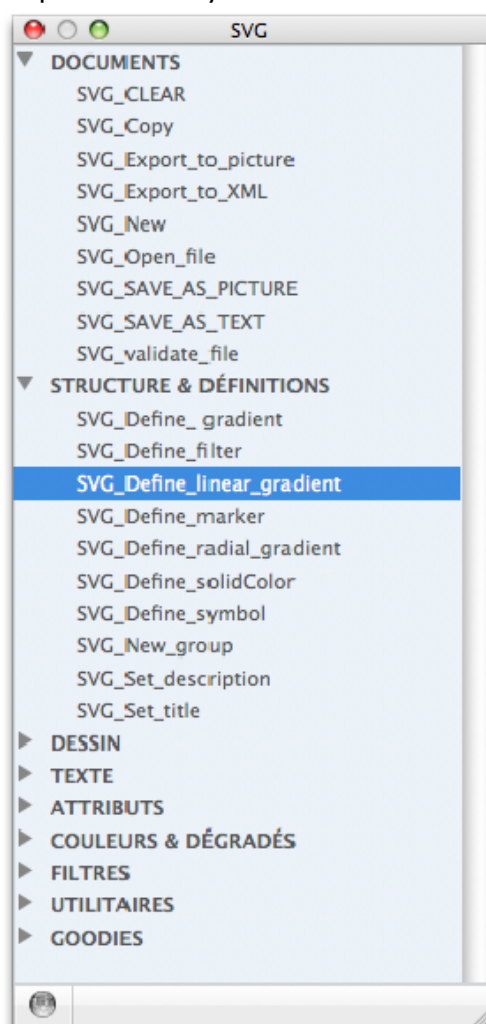 SVG
DOCUMENTS
SVG_CLEAR
SVG_Copy
SVG_Export_to_picture
SVG_Export_to_XML
SVG_New
SVG_Open_file
SVG_SAVE_AS_PICTURE
SVG_SAVE_AS_TEXT
SVG_validate_file
STRUCTURE & DÉFINITIONS
SVG_Define_ gradient
SVG_Define_filter
SVG_Define_linear_gradient
SVG_Define_marker
SVG_Define_radial_gradient
SVG_Define_solidColor
SVG_Define_symbol
SVG_New_group
SVG_Set_description
SVG_Set_title
DESSIN
TEXTE
ATTRIBUTS
COULEURS & DÉGRADÉS
FILTRES
UTILITAIRES
GOODIES